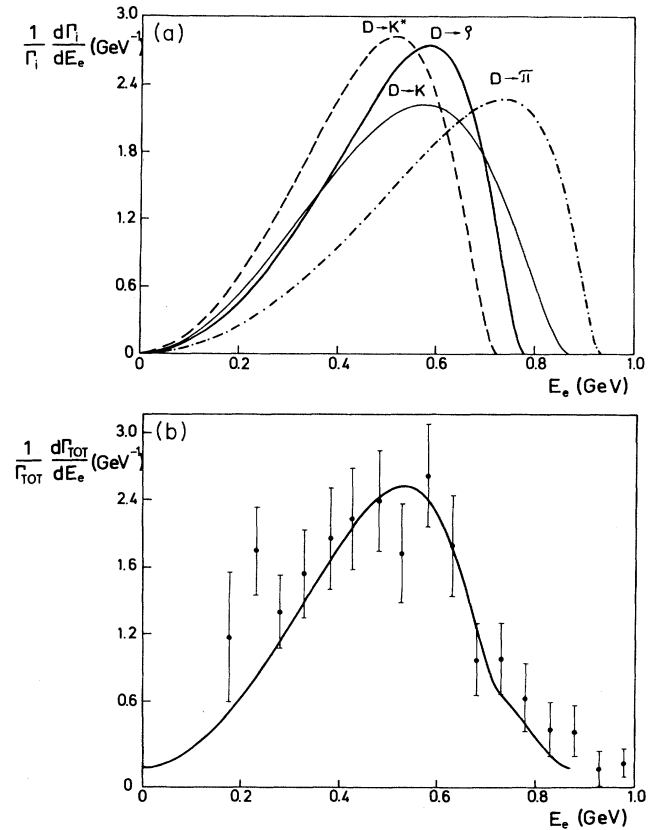 3.0
(a)
1/Γi dΓi/dEe (GeV⁻¹)
D→K*
D→ρ
D→π
D→K
2.4
1.8
1.2
0.6
0
0 0.2 0.4 0.6 0.8 1.0
Ee (GeV)
3.0
(b)
1/ΓTOT dΓTOT/dEe (GeV⁻¹)
2.4
1.6
1.2
0.6
0
0 0.2 0.4 0.6 0.8 1.0
Ee (GeV)